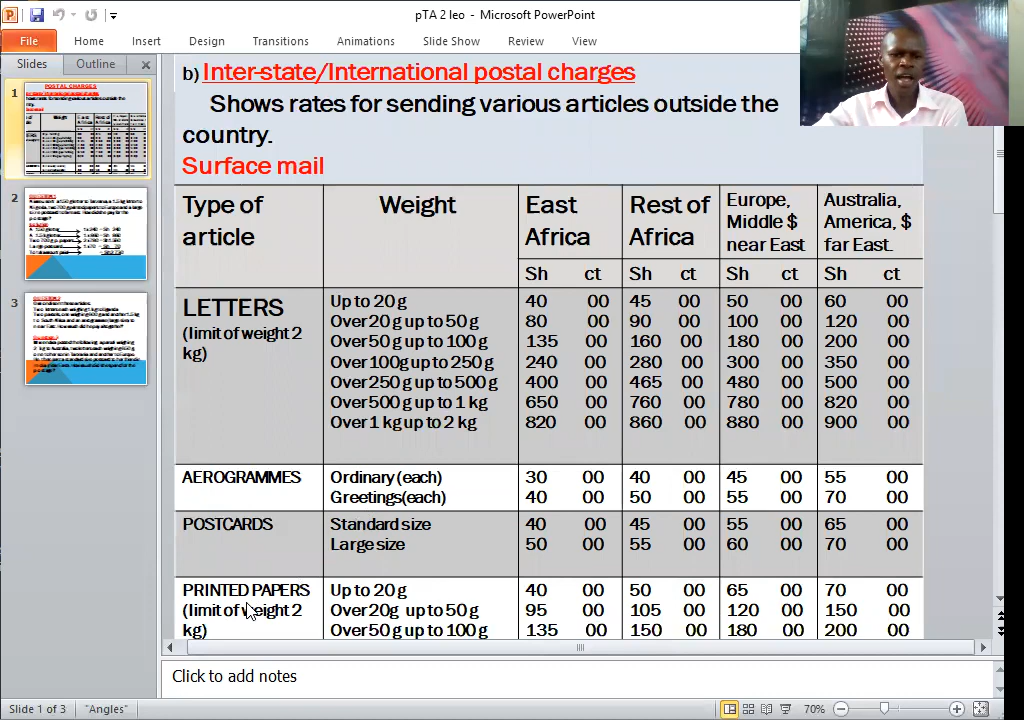 pTA 2 leo - Microsoft PowerPoint
File Home Insert Design Transitions Animations Slide Show Review View
Slides Outline
b) Inter-state/International postal charges
Shows rates for sending various articles outside the
country.
Surface mail
Type of article Weight East Africa Rest of Africa Europe, Middle $ near East Australia, America, $ far East.
Sh ct Sh ct Sh ct Sh ct
LETTERS (limit of weight 2 kg)
Up to 20 g 40 00 45 00 50 00 60 00
Over 20 g up to 50 g 80 00 90 00 100 00 120 00
Over 50 g up to 100 g 135 00 160 00 180 00 200 00
Over 100g up to 250 g 240 00 280 00 300 00 350 00
Over 250 g up to 500 g 400 00 465 00 480 00 500 00
Over 500 g up to 1 kg 650 00 760 00 780 00 820 00
Over 1 kg up to 2 kg 820 00 860 00 880 00 900 00
AEROGRAMMES Ordinary (each) 30 00 40 00 45 00 55 00
Greetings(each) 40 00 50 00 55 00 70 00
POSTCARDS Standard size 40 00 45 00 55 00 65 00
Large size 50 00 55 00 60 00 70 00
PRINTED PAPERS Up to 20 g 40 00 50 00 65 00 70 00
(limit of weight 2 Over 20g up to 50 g 95 00 105 00 120 00 150 00
kg) Over 50 g up to 100 g 135 00 150 00 180 00 200 00
1
POSTAL CHARGES
2
3
Click to add notes
Slide 1 of 3 "Angles" 70%